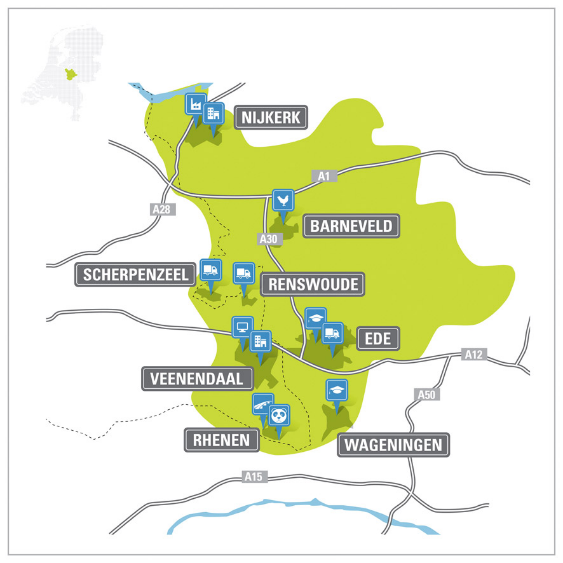 NIJKERK
A1
A28
BARNEVELD
A30
SCHERPENZEEL
RENSWOUDE
EDE
A12
VEENENDAAL
A50
RHENEN
WAGENINGEN
A15